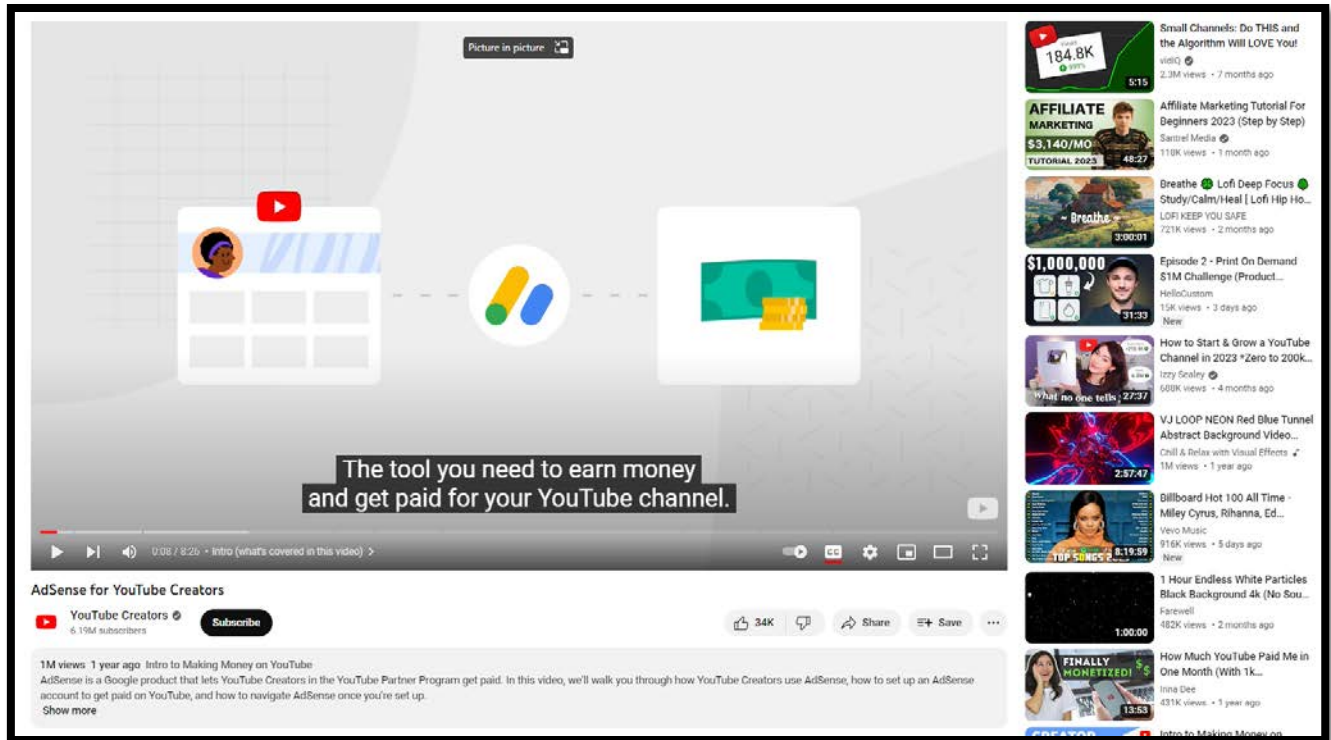 Picture in picture
The tool you need to earn money
and get paid for your YouTube channel.
0:08 / 8:26 • Intro (what's covered in this video) >
CC
AdSense for YouTube Creators
YouTube Creators
6.19M subscribers
Subscribe
34K
Share
Save
1M views 1 year ago Intro to Making Money on YouTube
AdSense is a Google product that lets YouTube Creators in the YouTube Partner Program get paid. In this video, we'll walk you through how YouTube Creators use AdSense, how to set up an AdSense
account to get paid on YouTube, and how to navigate AdSense once you're set up.
Show more
184.8K
5:15
Small Channels: Do THIS and
the Algorithm Will LOVE You!
vidIQ
2.3M views • 7 months ago
AFFILIATE
MARKETING
$3,140/MO
TUTORIAL 2023
48:27
Affiliate Marketing Tutorial For
Beginners 2023 (Step by Step)
Santrel Media
110K views • 1 month ago
~ Breathe ~
3:00:01
Breathe 🍀 Lofi Deep Focus 🌳
Study/Calm/Heal | Lofi Hip Ho...
LOFI KEEP YOU SAFE
721K views • 2 months ago
$1,000,000
31:33
Episode 2 - Print On Demand
$1M Challenge (Product...
HelloCustom
15K views • 3 days ago
New
What no one tells
27:37
How to Start & Grow a YouTube
Channel in 2023 *Zero to 200k...
Izzy Sealey
600K views • 4 months ago
2:57:47
VJ LOOP NEON Red Blue Tunnel
Abstract Background Video...
Chill & Relax with Visual Effects
1M views • 1 year ago
TOP SONGS
8:19:59
Billboard Hot 100 All Time -
Miley Cyrus, Rihanna, Ed...
Vevo Music
916K views • 5 days ago
New
1:00:00
1 Hour Endless White Particles
Black Background 4k (No Sou...
Farewell
482K views • 2 months ago
FINALLY
MONETIZED!
$$
13:53
How Much YouTube Paid Me in
One Month (With 1k...
Inna Dee
431K views • 1 year ago
CREATOR
Intro to Making Money on